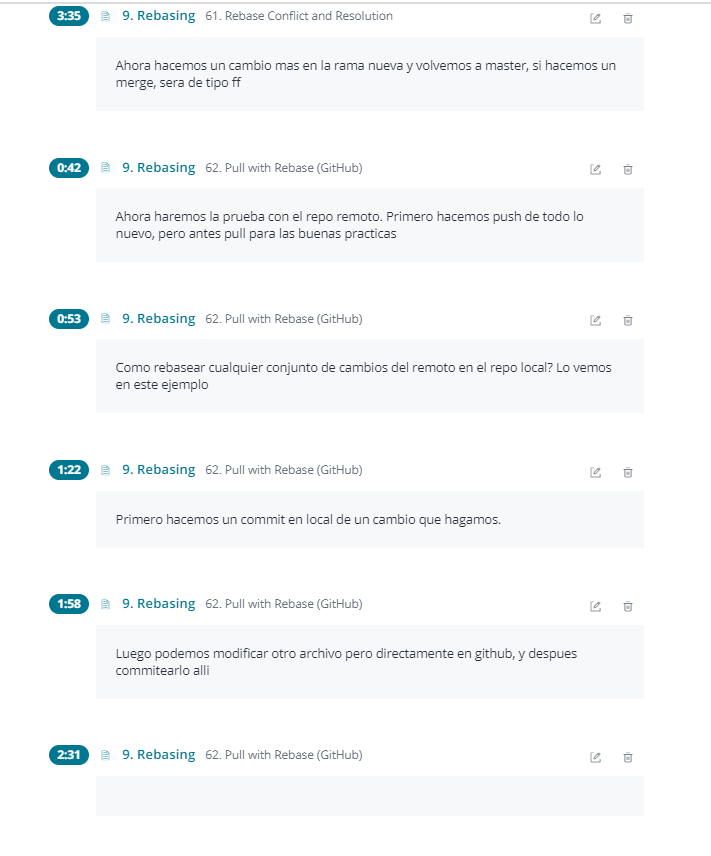 3:35 9. Rebasing 61. Rebase Conflict and Resolution
Ahora hacemos un cambio mas en la rama nueva y volvemos a master, si hacemos un
merge, sera de tipo ff
0:42 9. Rebasing 62. Pull with Rebase (GitHub)
Ahora haremos la prueba con el repo remoto. Primero hacemos push de todo lo
nuevo, pero antes pull para las buenas practicas
0:53 9. Rebasing 62. Pull with Rebase (GitHub)
Como rebasear cualquier conjunto de cambios del remoto en el repo local? Lo vemos
en este ejemplo
1:22 9. Rebasing 62. Pull with Rebase (GitHub)
Primero hacemos un commit en local de un cambio que hagamos.
1:58 9. Rebasing 62. Pull with Rebase (GitHub)
Luego podemos modificar otro archivo pero directamente en github, y despues
commitearlo alli
2:31 9. Rebasing 62. Pull with Rebase (GitHub)